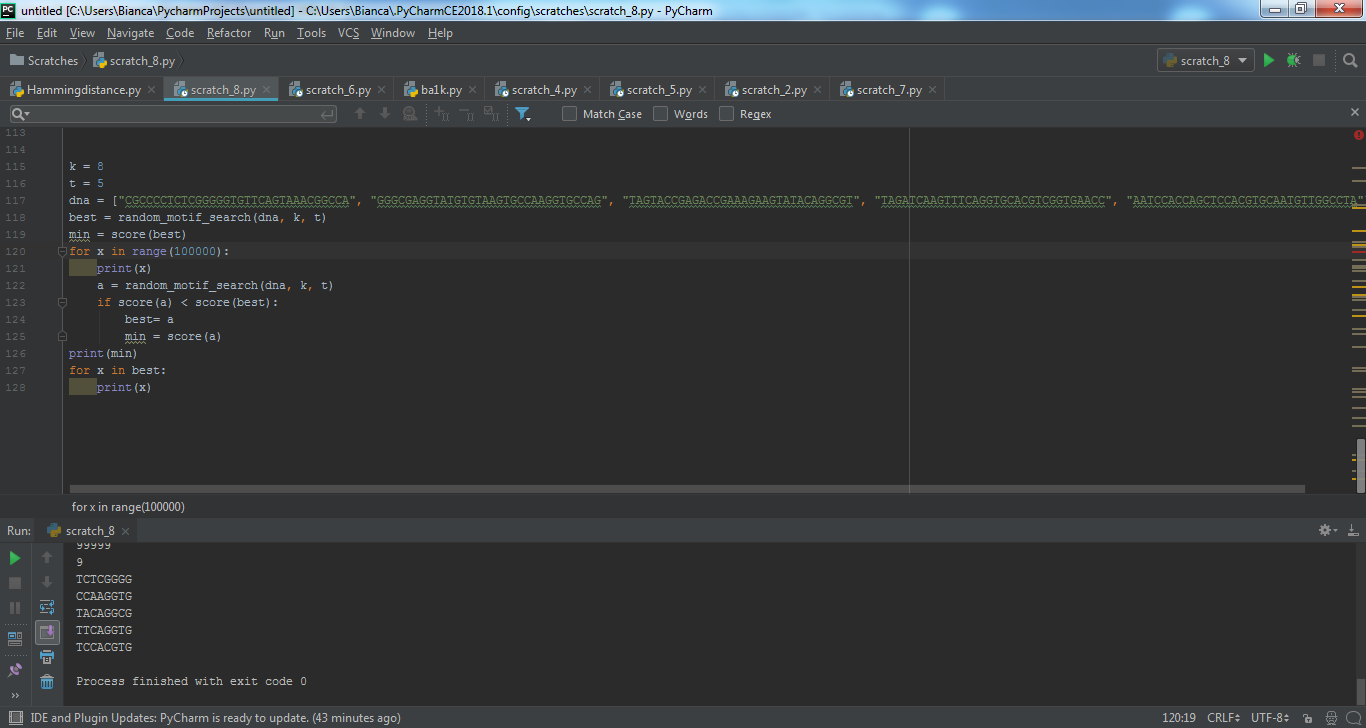 untitled [C:\Users\Bianca\PycharmProjects\untitled] - C:\Users\Bianca\.PyCharmCE2018.1\config\scratches\scratch_8.py - PyCharm
File Edit View Navigate Code Refactor Run Tools VCS Window Help
Scratches scratch_8.py scratch_8
Hammingdistance.py scratch_8.py scratch_6.py ba1k.py scratch_4.py scratch_5.py scratch_2.py scratch_7.py
Match Case Words Regex
113
114
115 k = 8
116 t = 5
117 dna = ["CGCCCCTCTCGGGGGTGTTCAGTAAACGGCCA", "GGGCGAGGTATGTGTAAGTGCCAAGGTGCCAG", "TAGTACCGAGACCGAAAGAAGTATACAGGCGT", "TAGATCAAGTTTCAGGTGCACGTCGGTGAACC", "AATCCACCAGCTCCACGTGCAATGTTGGCCTA"
118 best = random_motif_search(dna, k, t)
119 min = score(best)
120 for x in range(100000):
121     print(x)
122     a = random_motif_search(dna, k, t)
123     if score(a) < score(best):
124         best= a
125         min = score(a)
126 print(min)
127 for x in best:
128     print(x)
for x in range(100000)
Run: scratch_8
99999
9
TCTCGGGG
CCAAGGTG
TACAGGCG
TTCAGGTG
TCCACGTG
Process finished with exit code 0
IDE and Plugin Updates: PyCharm is ready to update. (43 minutes ago) 120:19 CRLF UTF-8